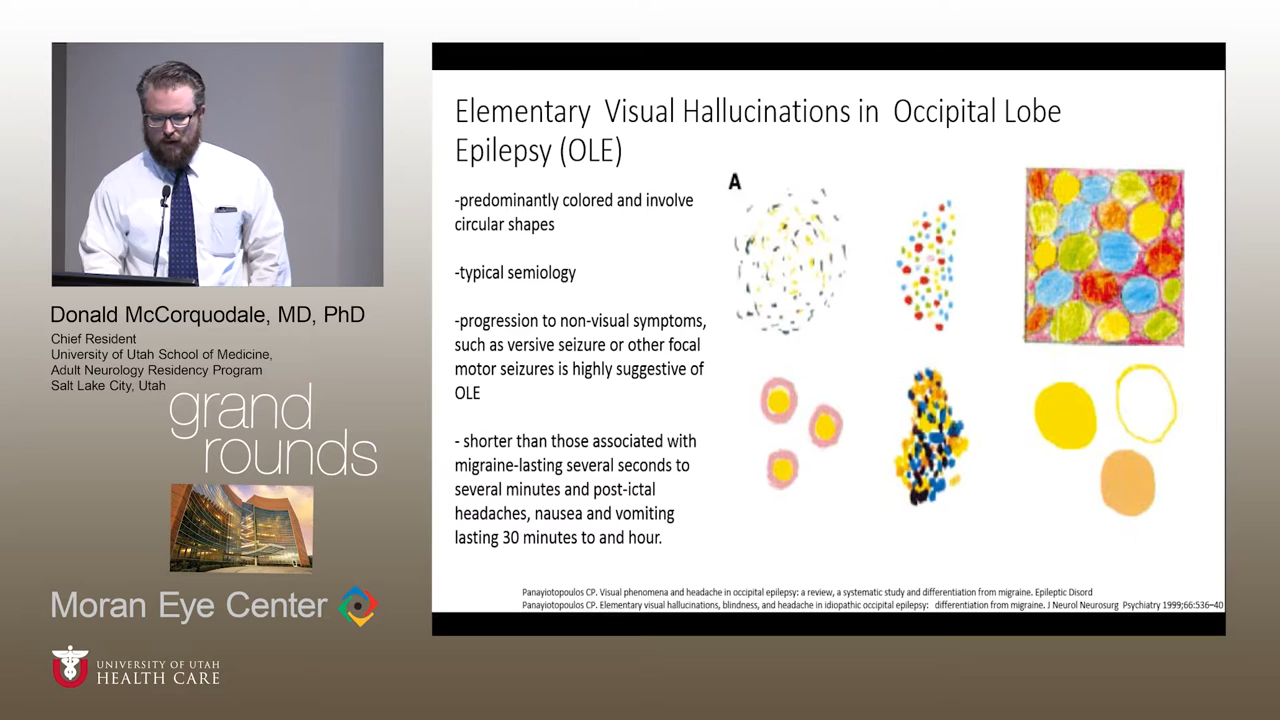 Elementary Visual Hallucinations in Occipital Lobe
Epilepsy (OLE)
-predominantly colored and involve
circular shapes
-typical semiology
-progression to non-visual symptoms,
such as versive seizure or other focal
motor seizures is highly suggestive of
OLE
- shorter than those associated with
migraine-lasting several seconds to
several minutes and post-ictal
headaches, nausea and vomiting
lasting 30 minutes to and hour.
A
Panayiotopoulos CP. Visual phenomena and headache in occipital epilepsy: a review, a systematic study and differentiation from migraine. Epileptic Disord
Panayiotopoulos CP. Elementary visual hallucinations, blindness, and headache in idiopathic occipital epilepsy: differentiation from migraine. J Neurol Neurosurg Psychiatry 1999;66:536–40
Donald McCorquodale, MD, PhD
Chief Resident
University of Utah School of Medicine,
Adult Neurology Residency Program
Salt Lake City, Utah
grand
rounds
Moran Eye Center
UNIVERSITY OF UTAH
HEALTH CARE